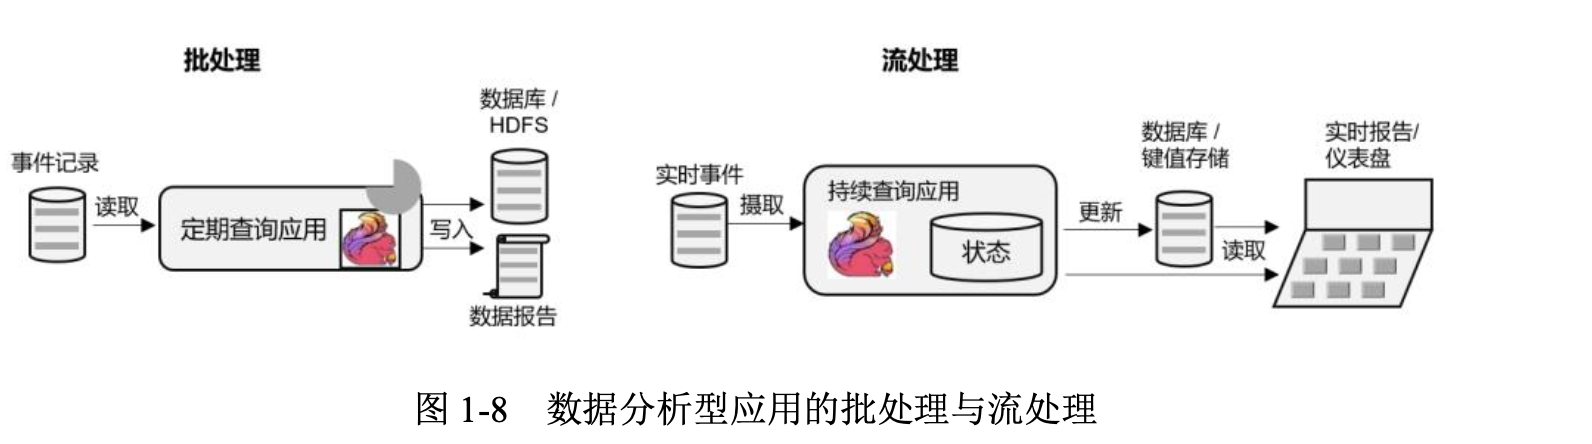 批处理
事件记录
读取
定期查询应用
写入
数据库 /
HDFS
数据报告
流处理
实时事件
摄取
持续查询应用
状态
更新
数据库 /
键值存储
读取
实时报告/
仪表盘
图 1-8 数据分析型应用的批处理与流处理